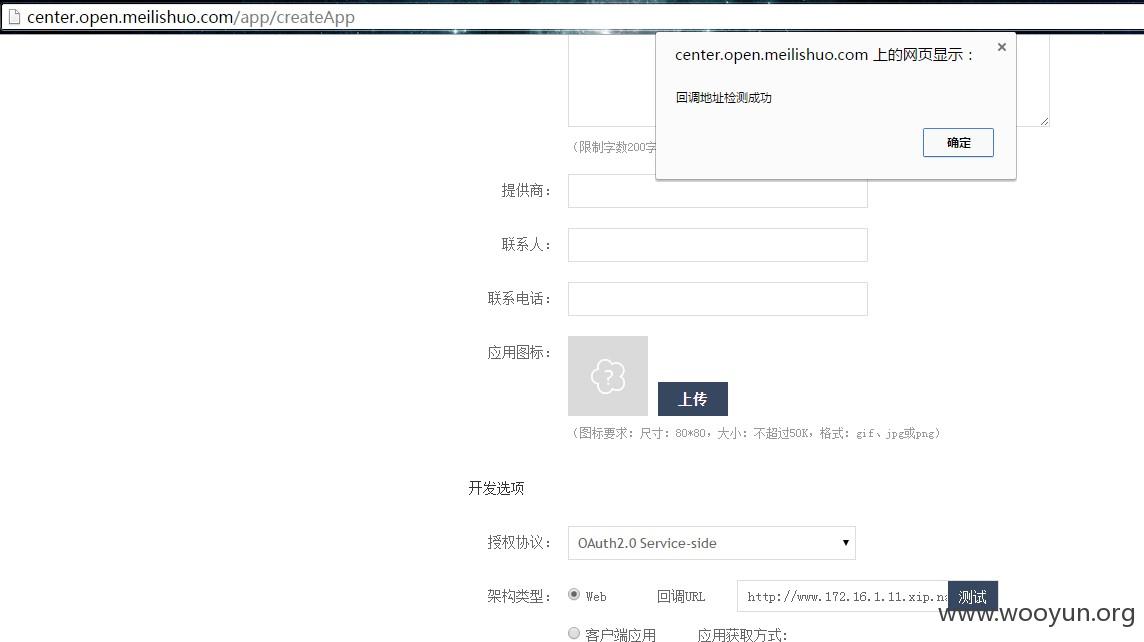 center.open.meilishuo.com/app/createApp
center.open.meilishuo.com 上的网页显示：
回调地址检测成功
确定
（限制字数200字
提供商：
联系人：
联系电话：
应用图标：
?
上传
（图标要求：尺寸：80*80，大小：不超过50K，格式：gif、jpg或png）
开发选项
授权协议： OAuth2.0 Service-side
架构类型： Web 回调URL http://www.172.16.1.11.xip.na 测试
www.wooyun.org
客户端应用 应用获取方式：